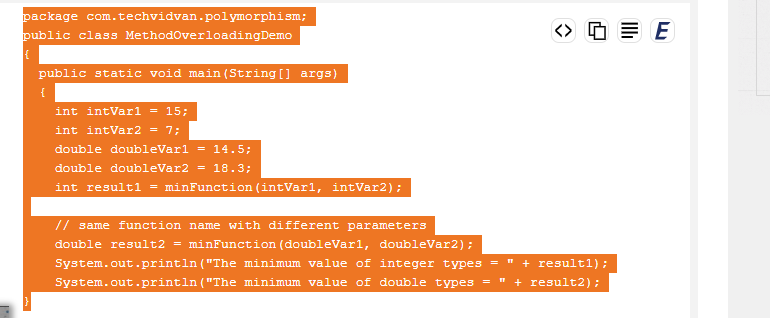 package com.techvidvan.polymorphism;
public class MethodOverloadingDemo
{
public static void main(String[] args)
{
int intVar1 = 15;
int intVar2 = 7;
double doubleVar1 = 14.5;
double doubleVar2 = 18.3;
int result1 = minFunction(intVar1, intVar2);
// same function name with different parameters
double result2 = minFunction(doubleVar1, doubleVar2);
System.out.println("The minimum value of integer types = " + result1);
System.out.println("The minimum value of double types = " + result2);
}
E